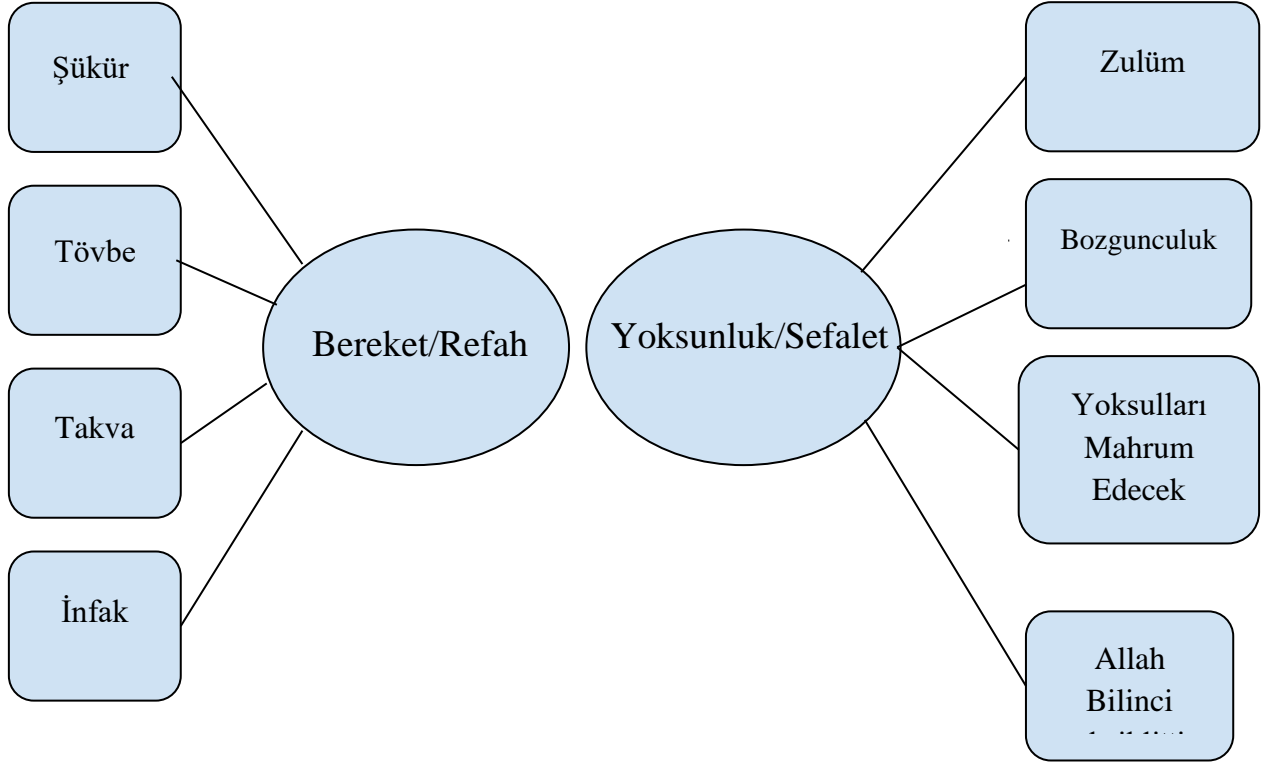 Şükür
Tövbe
Takva
İnfak
Bereket/Refah
Yoksunluk/Sefalet
Zulüm
Bozgunculuk
Yoksulları
Mahrum
Edecek
Allah
Bilinci